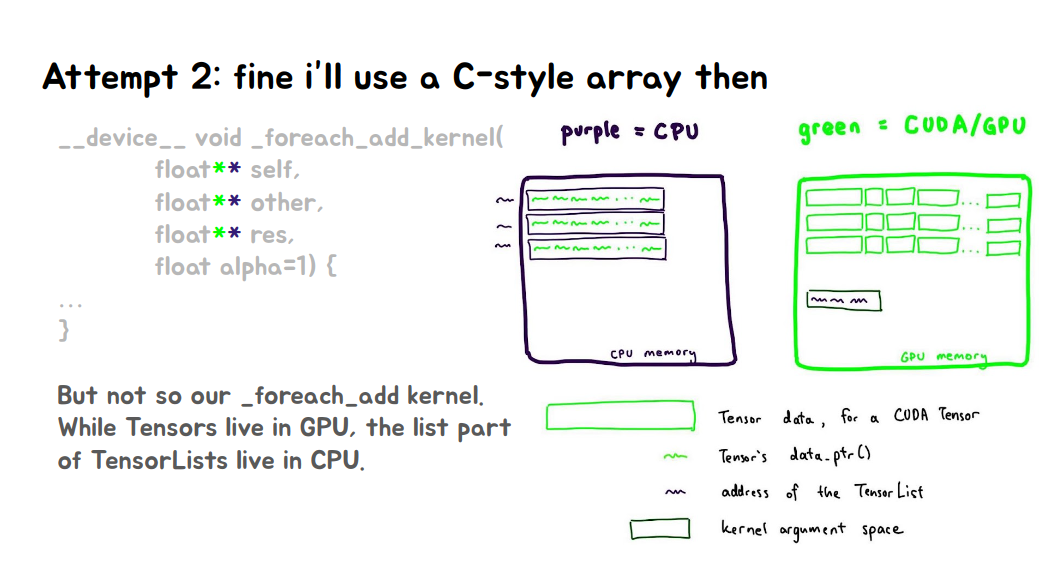 Attempt 2: fine i'll use a C-style array then
__device__ void _foreach_add_kernel(
float** self,
float** other,
float** res,
float alpha=1) {
...
}
But not so our _foreach_add kernel.
While Tensors live in GPU, the list part
of TensorLists live in CPU.
purple = CPU
green = CUDA/GPU
CPU memory
GPU memory
Tensor data, for a CUDA Tensor
Tensor's data_ptr()
address of the TensorList
kernel argument space